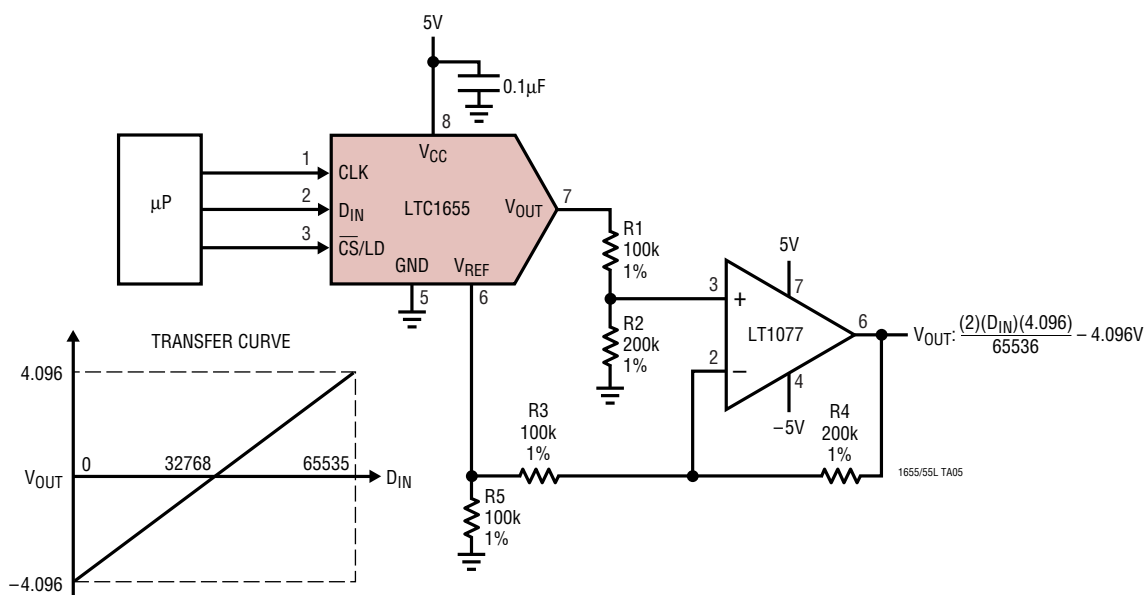 5V
0.1µF
8
VCC
µP
1
CLK
2
DIN
3
CS/LD
LTC1655
VOUT
7
GND
VREF
5
6
R1
100k
1%
R2
200k
1%
5V
7
3
+
LT1077
6
2
−
4
−5V
VOUT: (2)(DIN)(4.096)
65536
− 4.096V
R3
100k
1%
R4
200k
1%
R5
100k
1%
1655/55L TA05
TRANSFER CURVE
4.096
VOUT
0
32768
65535
DIN
−4.096